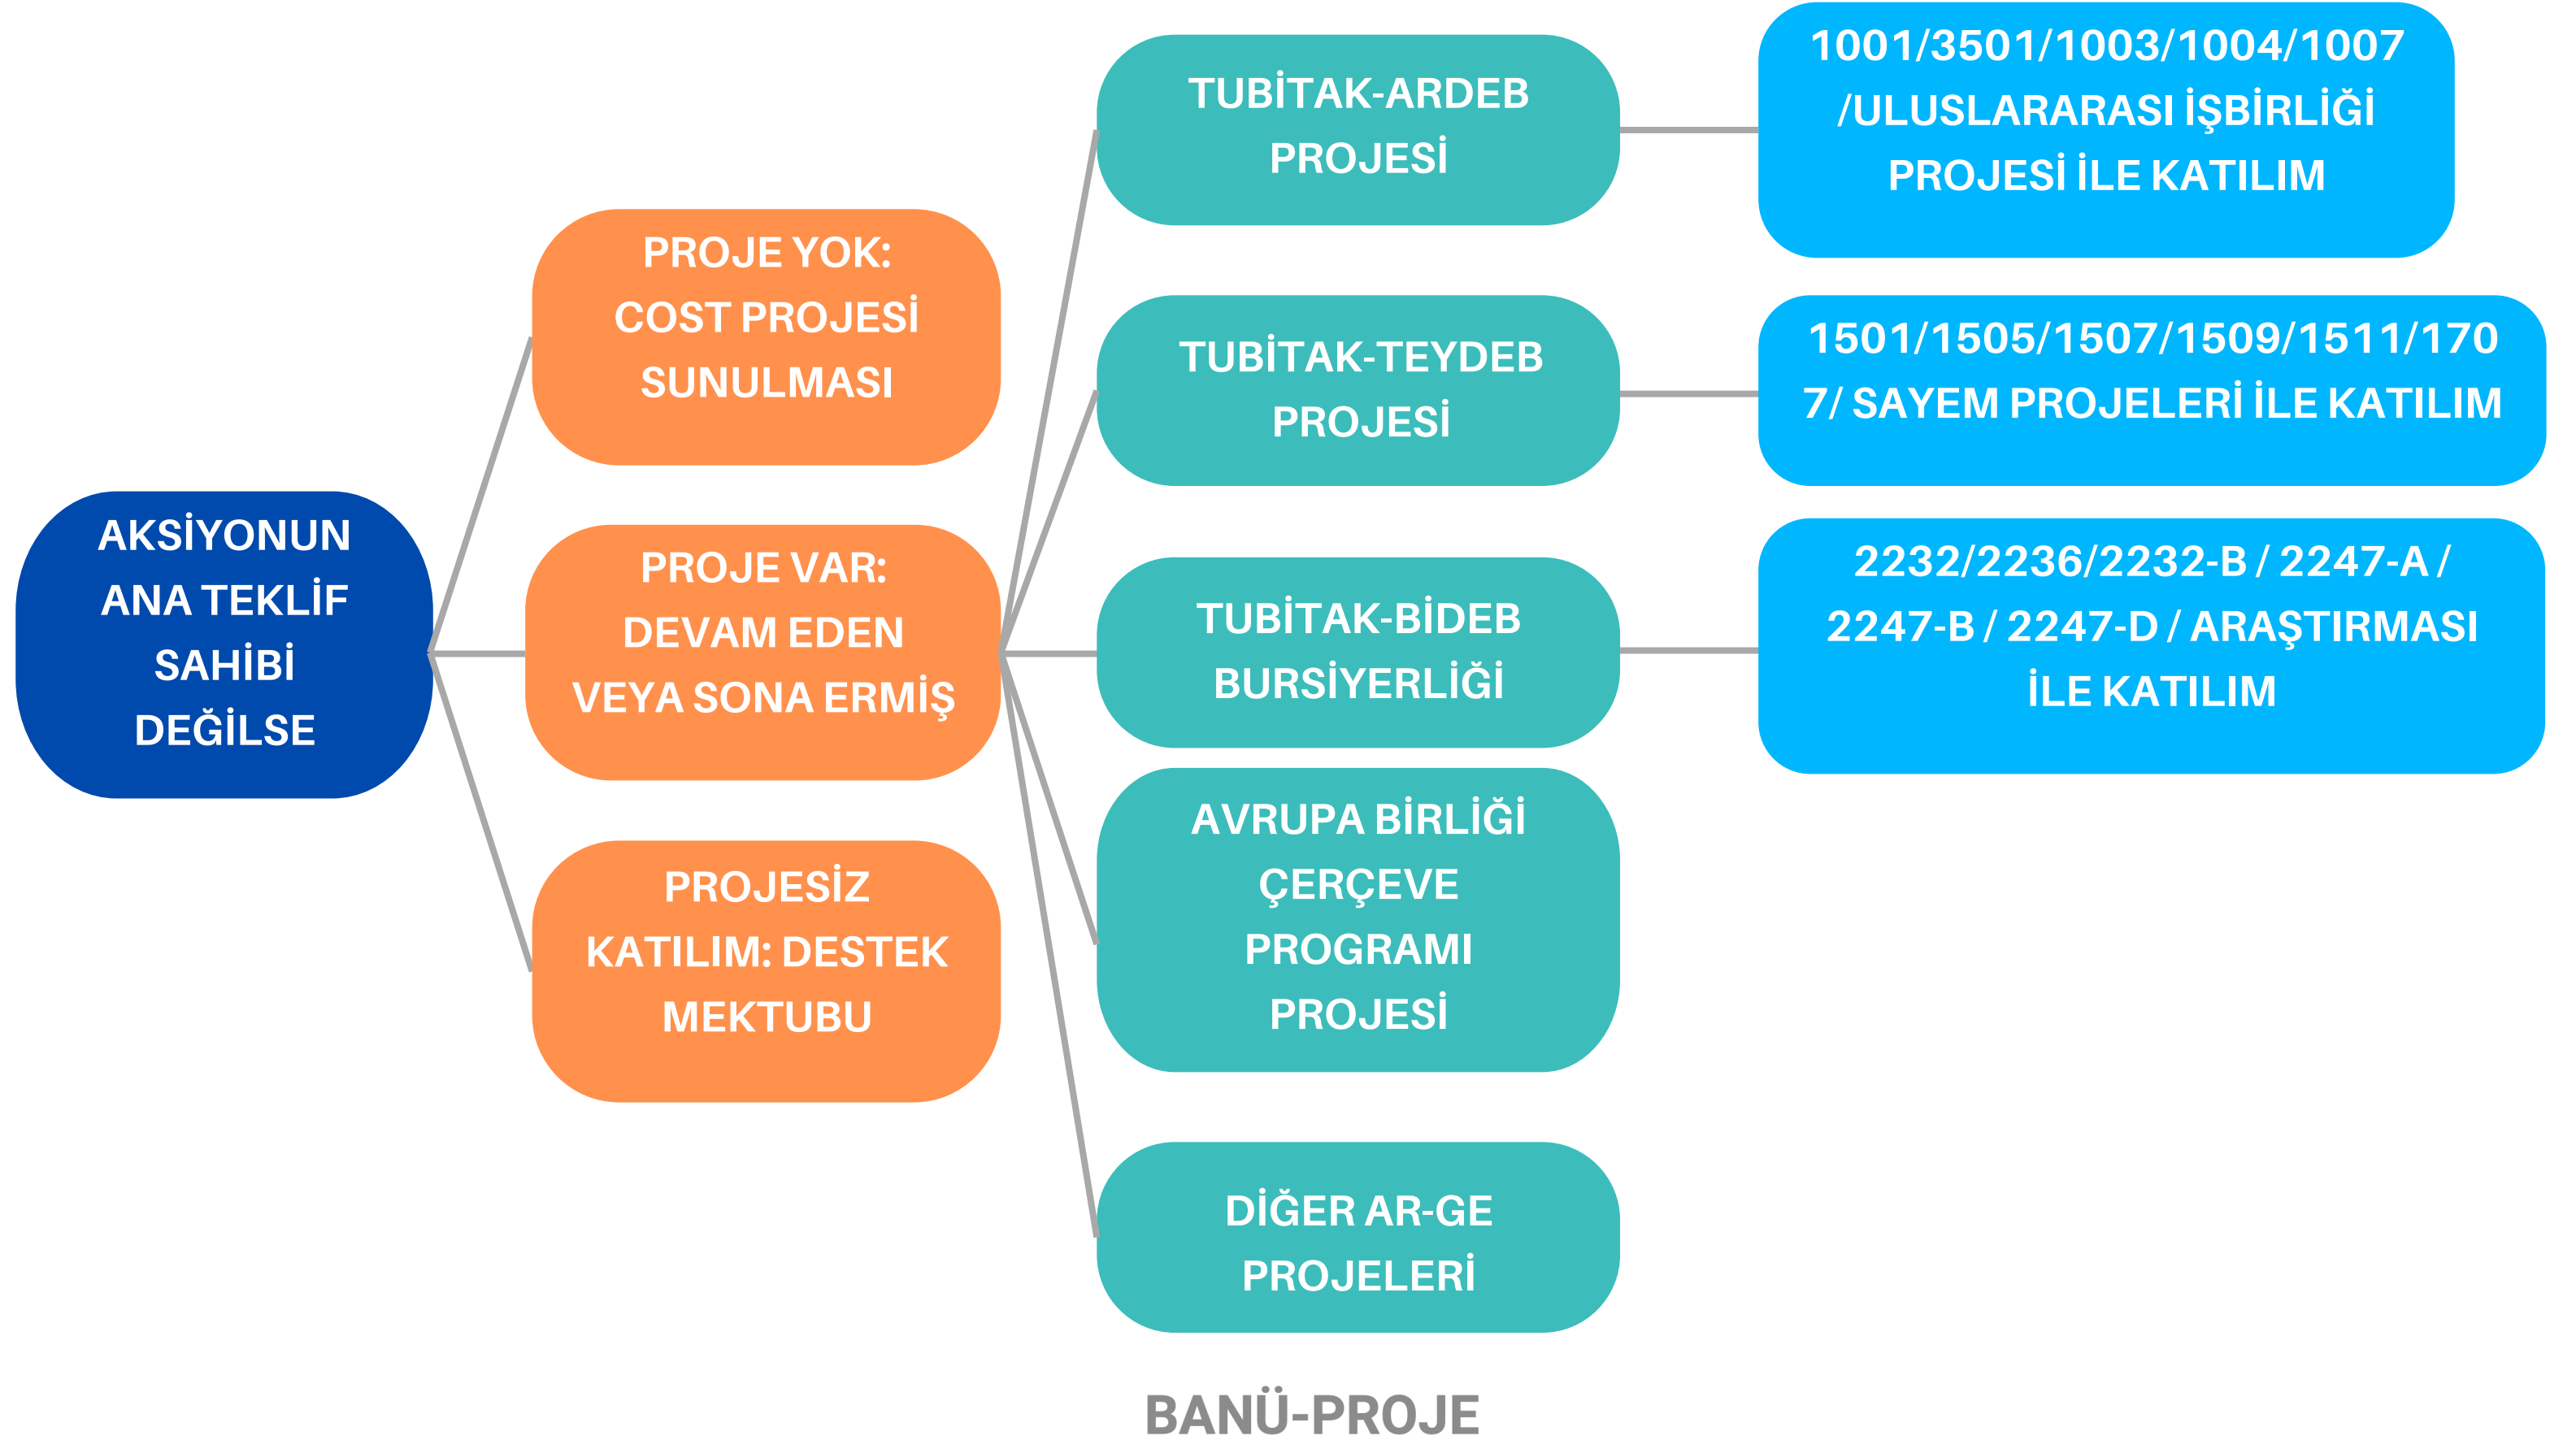 AKSİYONUN
ANA TEKLİF
SAHİBİ
DEĞİLSE
PROJE YOK:
COST PROJESİ
SUNULMASI
PROJE VAR:
DEVAM EDEN
VEYA SONA ERMİŞ
PROJESİZ
KATILIM: DESTEK
MEKTUBU
TUBİTAK-ARDEB
PROJESİ
TUBİTAK-TEYDEB
PROJESİ
TUBİTAK-BİDEB
BURSİYERLİĞİ
AVRUPA BİRLİĞİ
ÇERÇEVE
PROGRAMI
PROJESİ
DİĞER AR-GE
PROJELERİ
1001/3501/1003/1004/1007
/ULUSLARARASI İŞBİRLİĞİ
PROJESİ İLE KATILIM
1501/1505/1507/1509/1511/170
7/ SAYEM PROJELERİ İLE KATILIM
2232/2236/2232-B / 2247-A /
2247-B / 2247-D / ARAŞTIRMASI
İLE KATILIM
BANÜ-PROJE